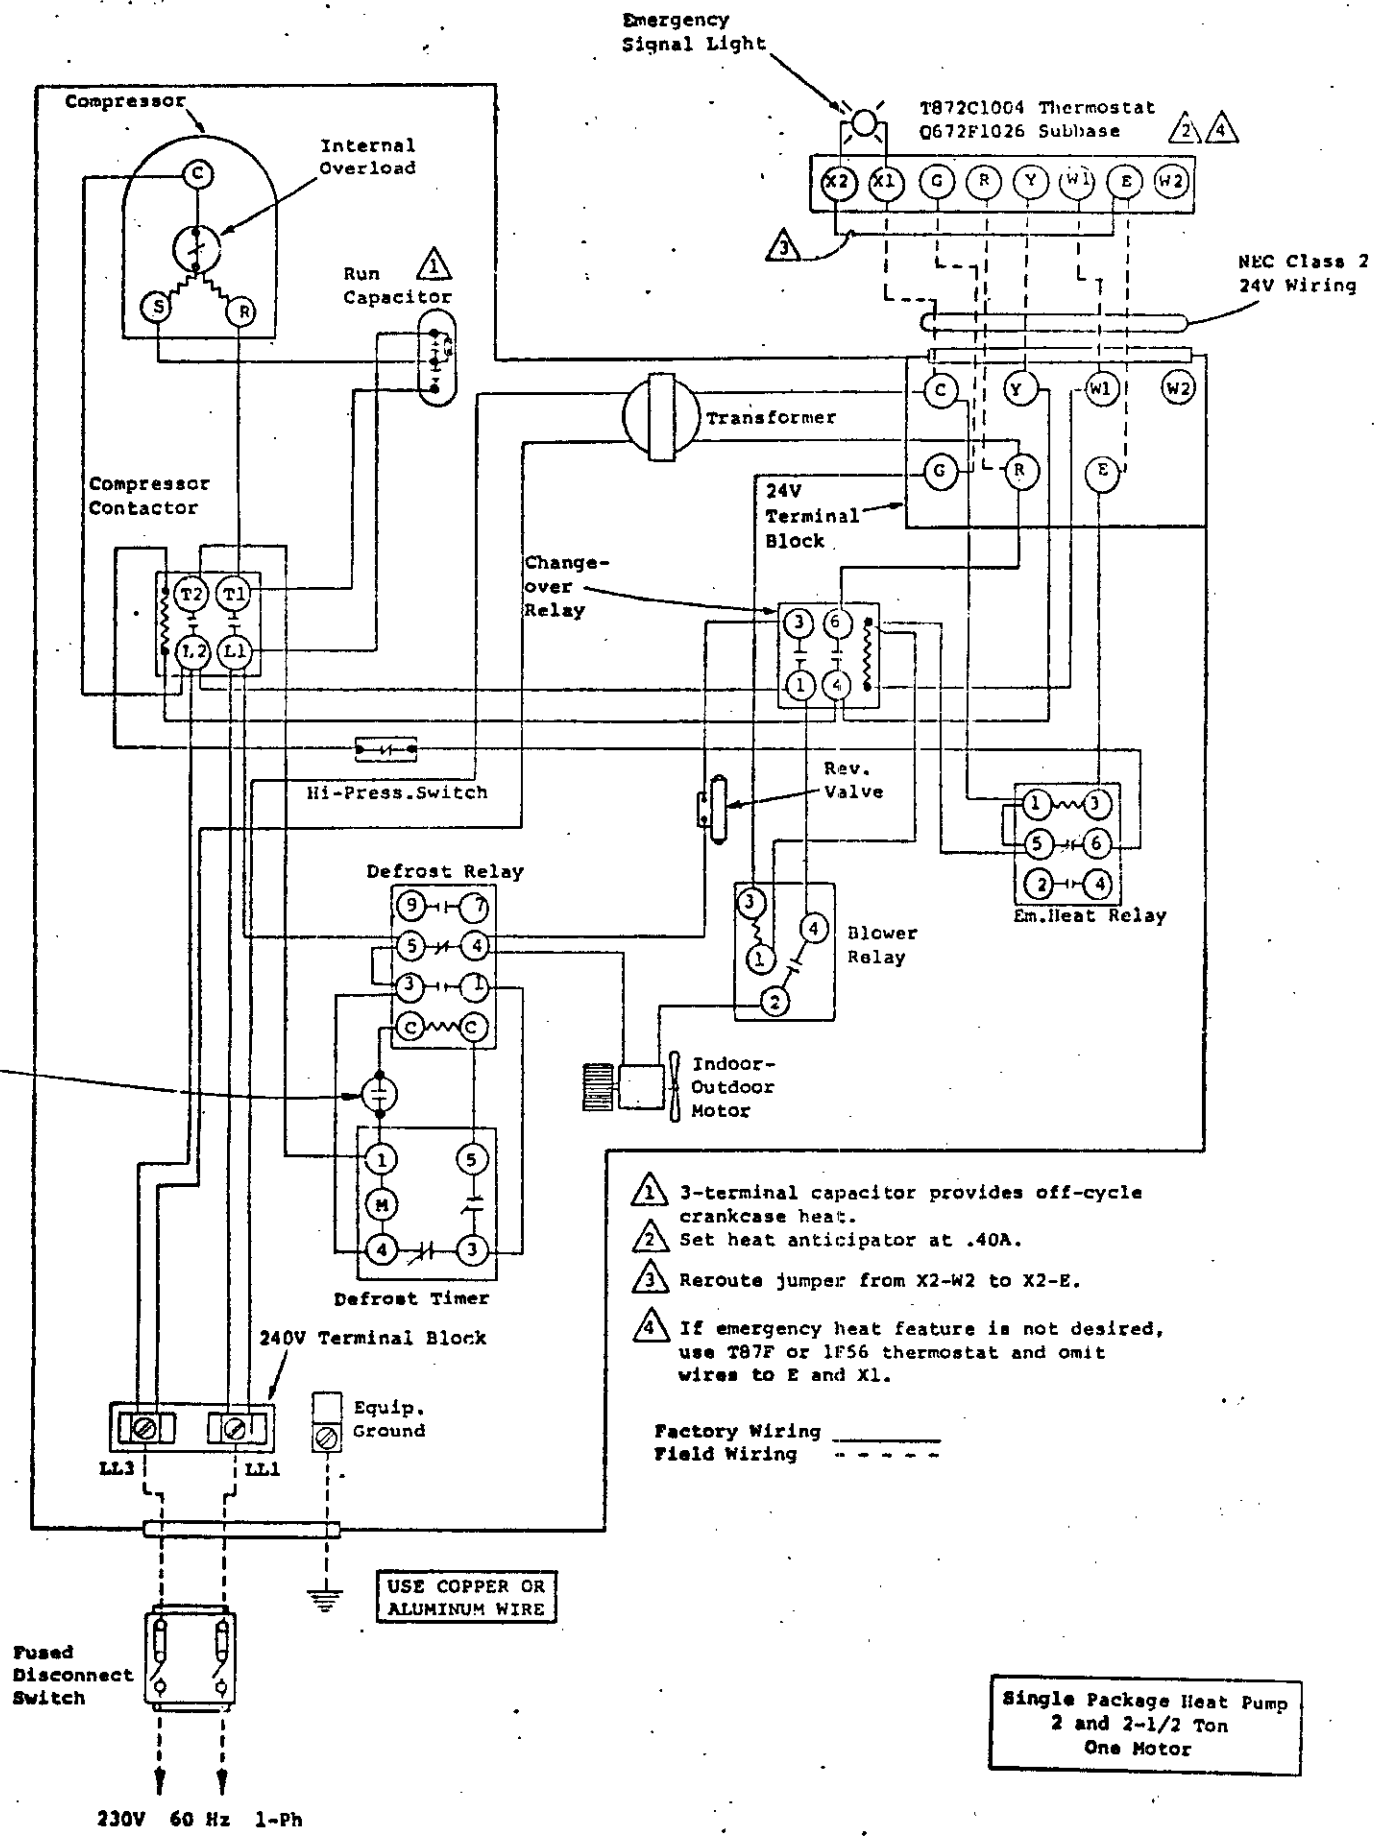 Emergency
Signal Light
T872C1004 Thermostat
Q672F1026 Subbase
2 4
X2 X1 G R Y W1 E W2
3
NEC Class 2
24V Wiring
Compressor
Internal
Overload
C
S R
Run
Capacitor
1
C Y W1 W2
Transformer
G R E
24V
Terminal
Block
Compressor
Contactor
T2 T1
L2 L1
Change-
over
Relay
3 6
1 4
Hi-Press.Switch
Rev.
Valve
1 3
5 6
2 4
Em.Heat Relay
Defrost Relay
9 7
5 4
3 1
C C
3
4
1
2
Blower
Relay
Indoor-
Outdoor
Motor
1 5
M
4 3
Defrost Timer
240V Terminal Block
LL3 LL1
Equip.
Ground
1 3-terminal capacitor provides off-cycle
crankcase heat.
2 Set heat anticipator at .40A.
3 Reroute jumper from X2-W2 to X2-E.
4 If emergency heat feature is not desired,
use T87F or 1F56 thermostat and omit
wires to E and X1.
Factory Wiring
Field Wiring
USE COPPER OR
ALUMINUM WIRE
Fused
Disconnect
Switch
230V 60 Hz 1-Ph
Single Package Heat Pump
2 and 2-1/2 Ton
One Motor